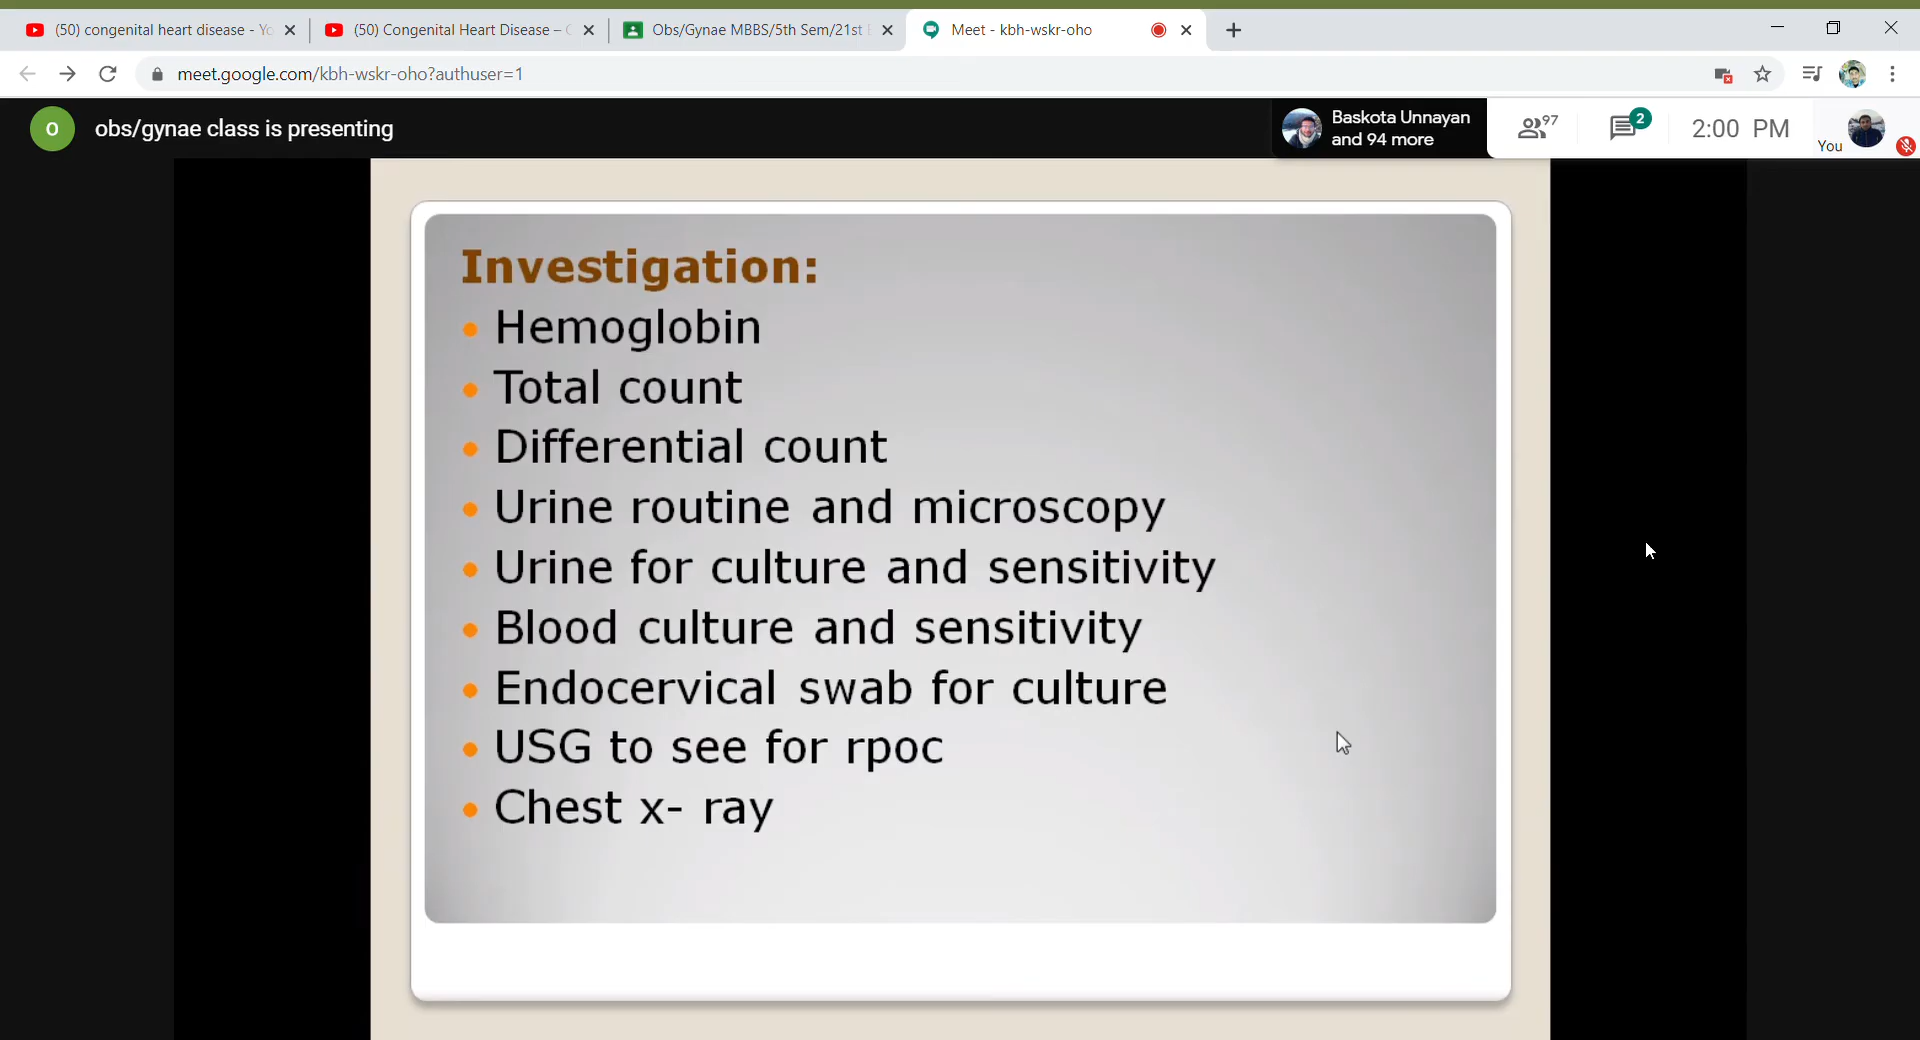 (50) congenital heart disease - Yo
(50) Congenital Heart Disease –
Obs/Gynae MBBS/5th Sem/21st
Meet - kbh-wskr-oho
meet.google.com/kbh-wskr-oho?authuser=1
O
obs/gynae class is presenting
Baskota Unnayan
and 94 more
97
2
2:00 PM
You
Investigation:
Hemoglobin
Total count
Differential count
Urine routine and microscopy
Urine for culture and sensitivity
Blood culture and sensitivity
Endocervical swab for culture
USG to see for rpoc
Chest x- ray